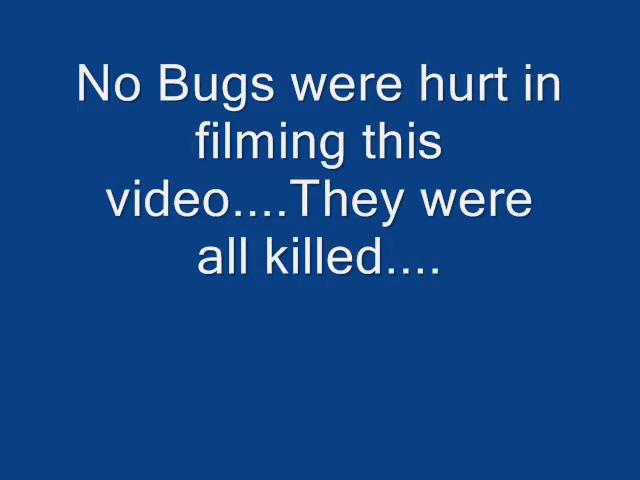 No Bugs were hurt in
filming this
video....They were
all killed....